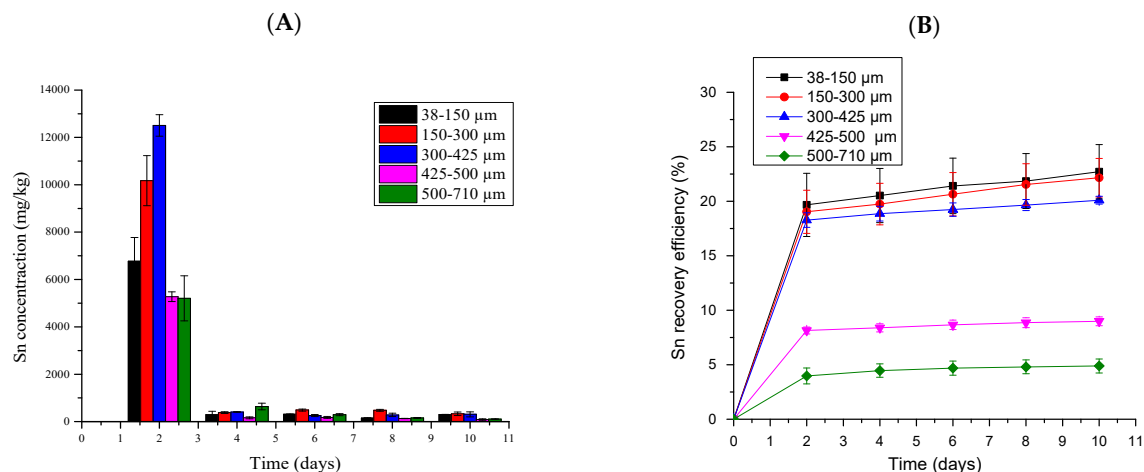 (A)
14000
12000
10000
8000
6000
4000
2000
0
Sn concentraction (mg/kg)
38-150 µm
150-300 µm
300-425 µm
425-500 µm
500-710 µm
0 1 2 3 4 5 6 7 8 9 10 11
Time (days)
(B)
38-150 µm
150-300 µm
300-425 µm
425-500 µm
500-710 µm
30
25
20
15
10
5
0
Sn recovery efficiency (%)
0 1 2 3 4 5 6 7 8 9 10 11
Time (days)